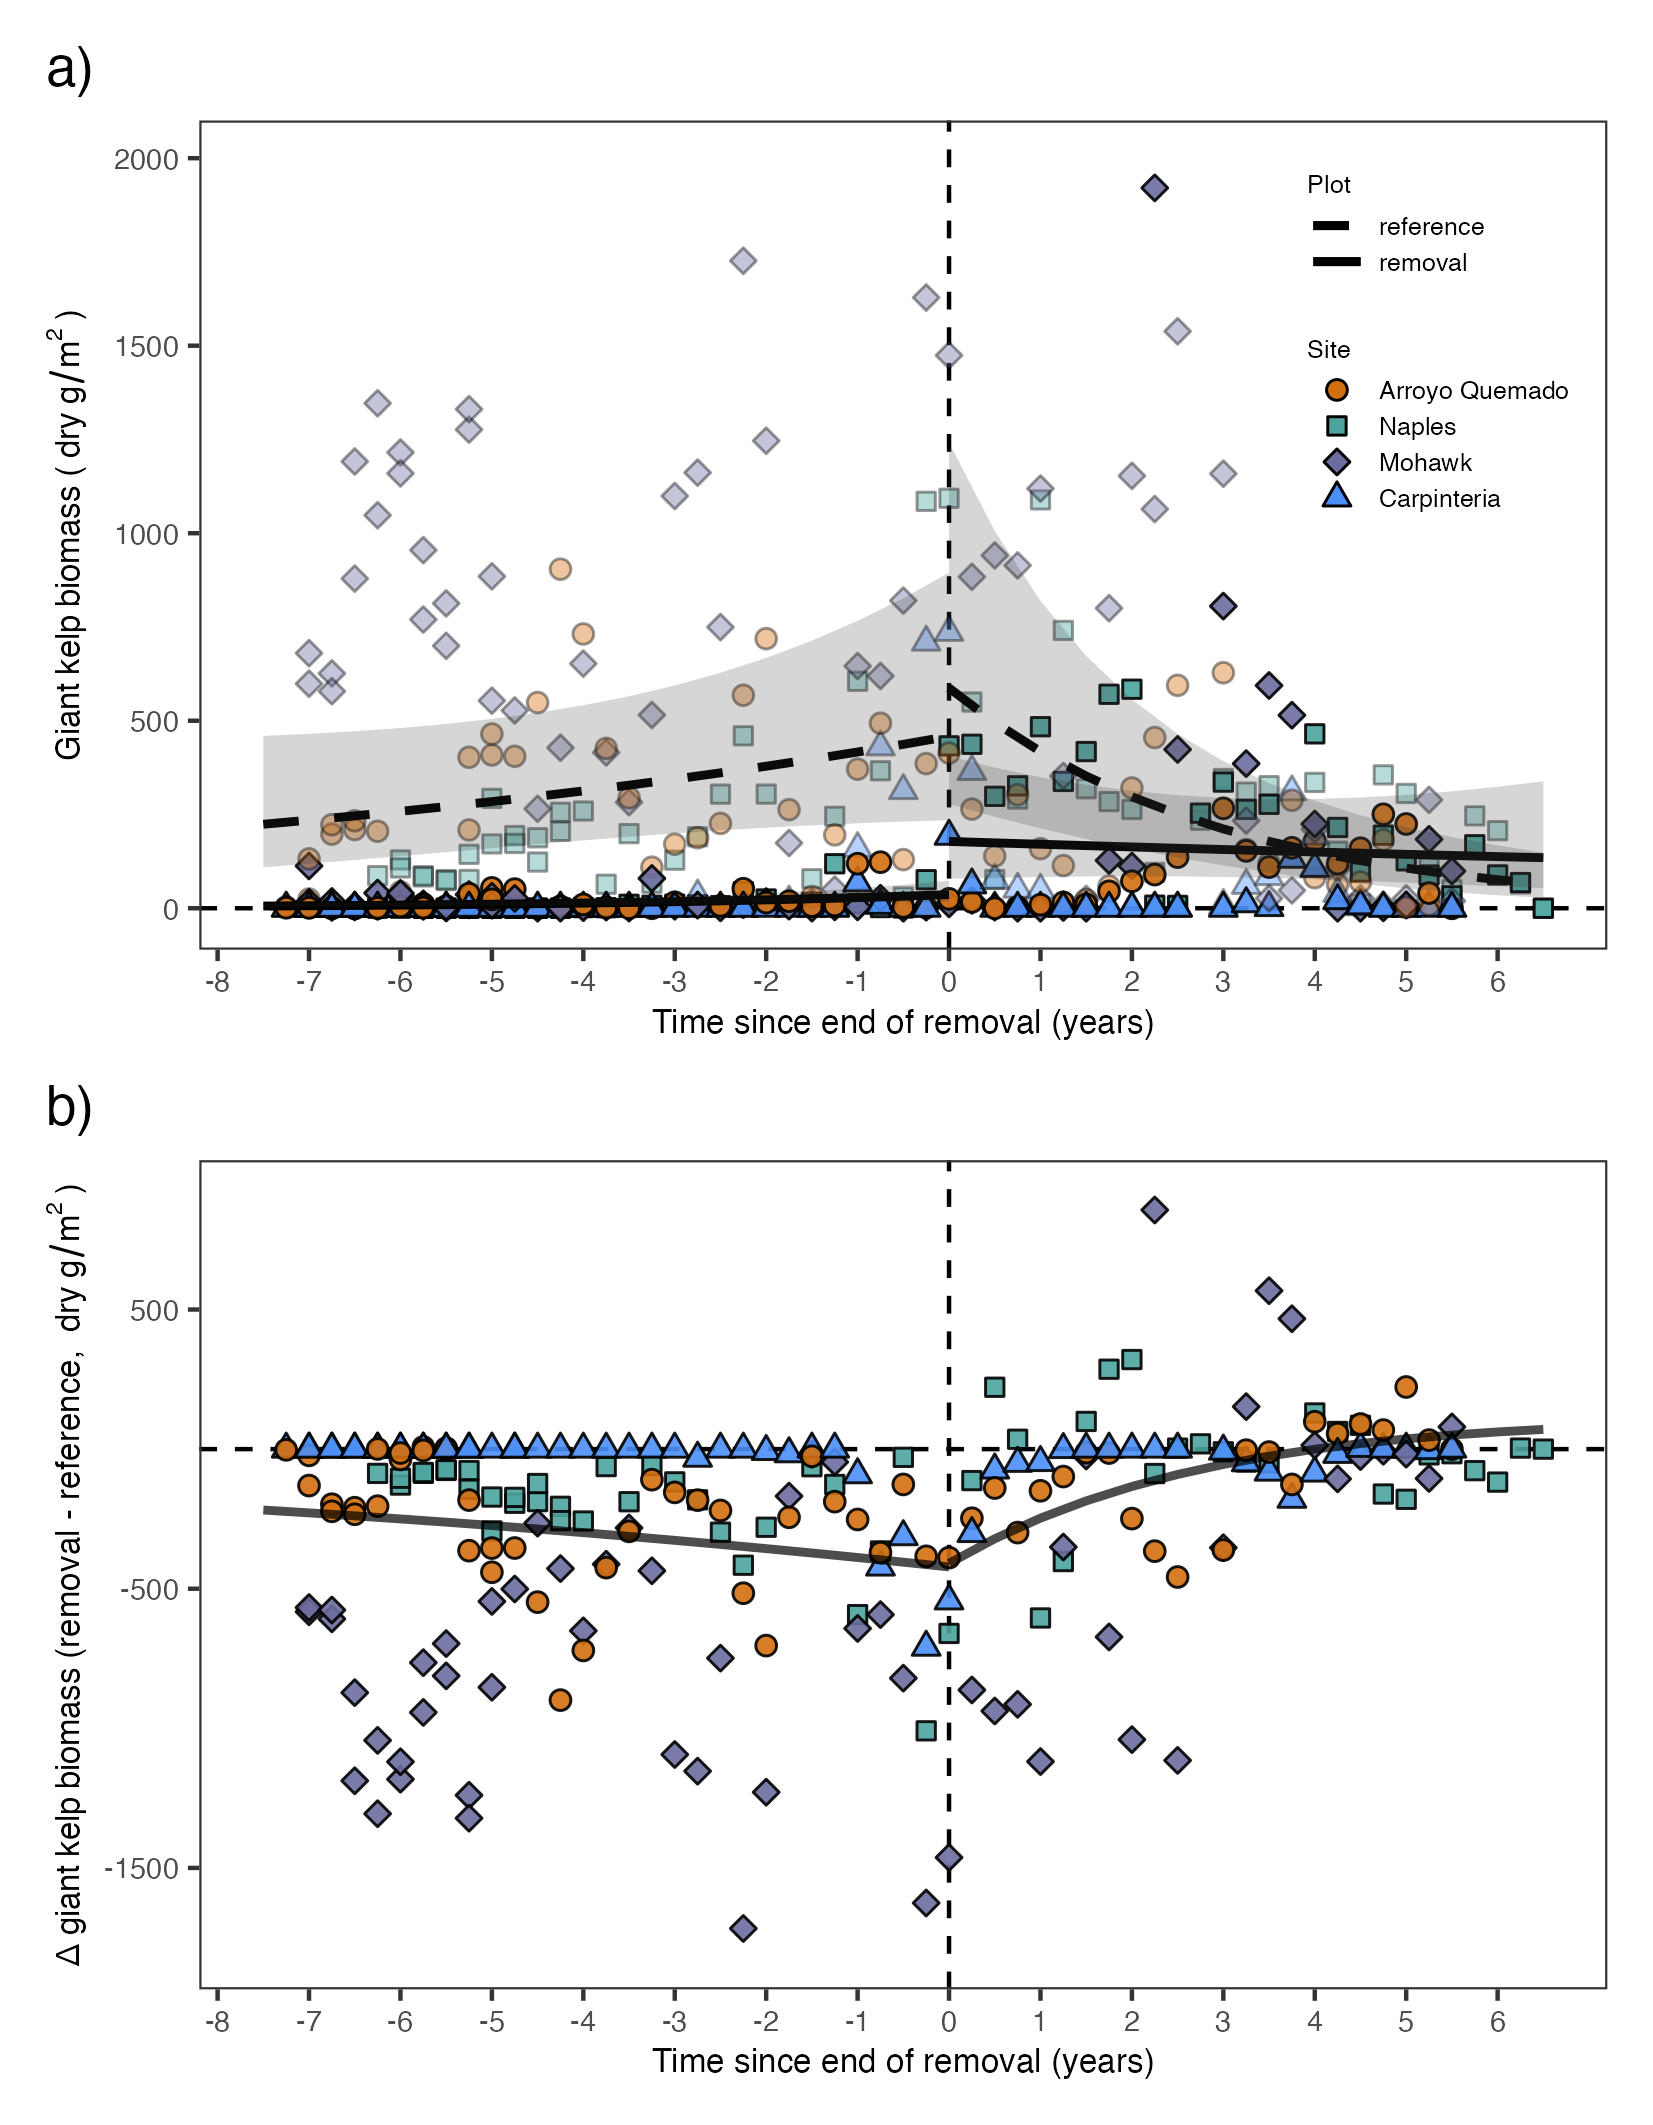 a)
Giant kelp biomass ( dry g/m² )
2000
1500
1000
500
0
Plot
reference
removal
Site
Arroyo Quemado
Naples
Mohawk
Carpinteria
-8 -7 -6 -5 -4 -3 -2 -1 0 1 2 3 4 5 6
Time since end of removal (years)
b)
Δ giant kelp biomass (removal - reference, dry g/m² )
500
-500
-1500
-8 -7 -6 -5 -4 -3 -2 -1 0 1 2 3 4 5 6
Time since end of removal (years)